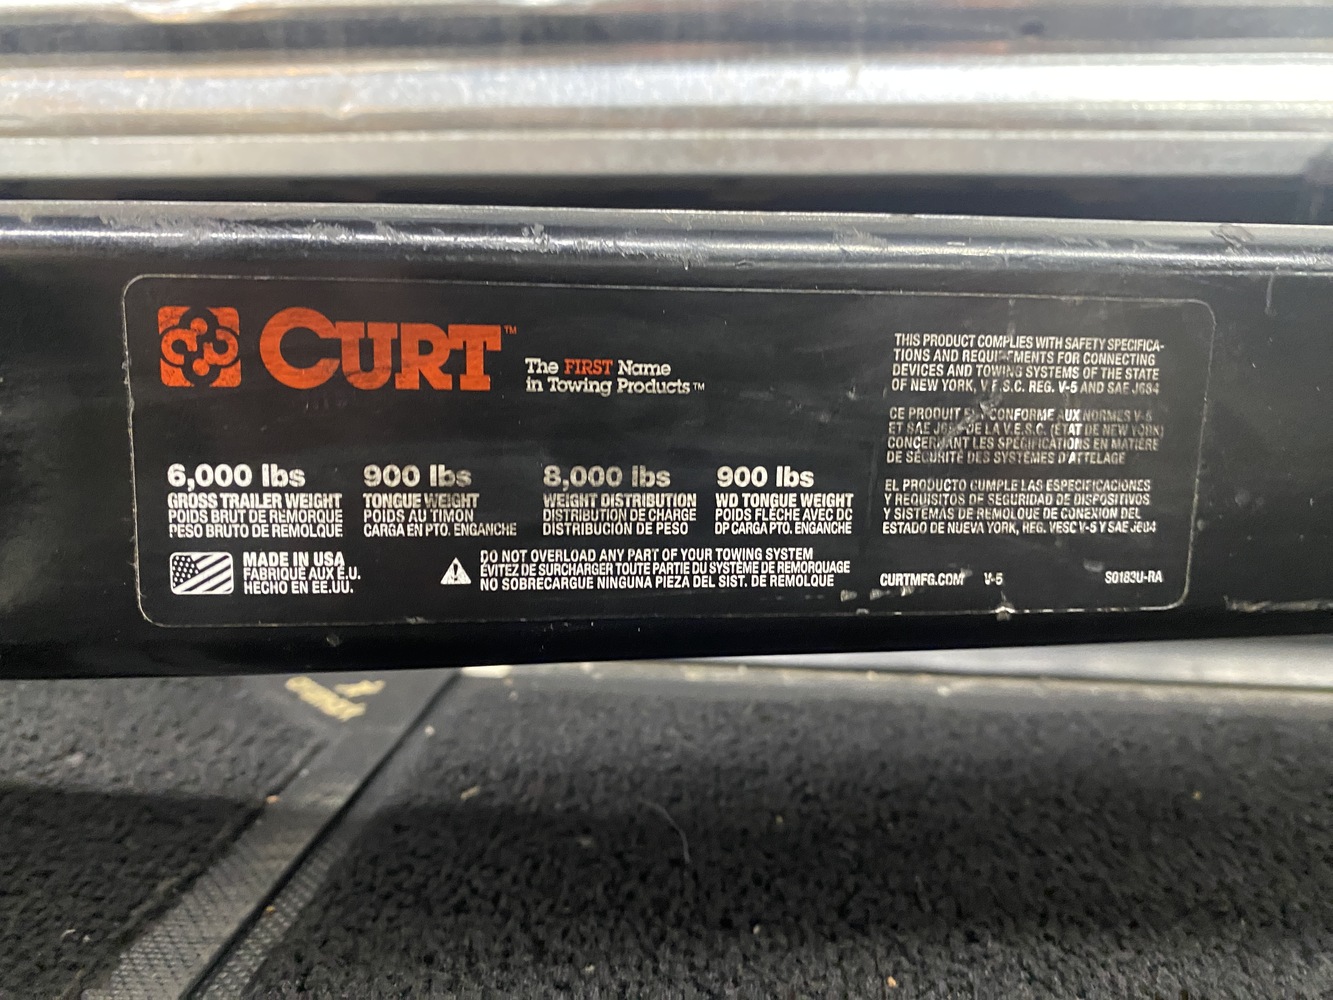 CURT™
The FIRST Name
in Towing Products™
6,000 lbs
GROSS TRAILER WEIGHT
POIDS BRUT DE REMORQUE
PESO BRUTO DE REMOLQUE
900 lbs
TONGUE WEIGHT
POIDS AU TIMON
CARGA EN PTO. ENGANCHE
8,000 lbs
WEIGHT DISTRIBUTION
DISTRIBUTION DE CHARGE
DISTRIBUCIÓN DE PESO
900 lbs
WD TONGUE WEIGHT
POIDS FLÈCHE AVEC DC
DP CARGA PTO. ENGANCHE
MADE IN USA
FABRIQUÉ AUX É.U.
HECHO EN EE.UU.
DO NOT OVERLOAD ANY PART OF YOUR TOWING SYSTEM
ÉVITEZ DE SURCHARGER TOUTE PARTIE DU SYSTÈME DE REMORQUAGE
NO SOBRECARGUE NINGUNA PIEZA DEL SIST. DE REMOLQUE
THIS PRODUCT COMPLIES WITH SAFETY SPECIFICA-
TIONS AND REQUIREMENTS FOR CONNECTING
DEVICES AND TOWING SYSTEMS OF THE STATE
OF NEW YORK, V.E.S.C. REG. V-5 AND SAE J684
CE PRODUIT CONFORME AUX NORMES V-5
ET SAE DE LA V.E.S.C. (ÉTAT DE NEW YORK)
CONCERNANT LES SPÉCIFICATIONS EN MATIÈRE
DE SÉCURITÉ DES SYSTÈMES D'ATTELAGE
EL PRODUCTO CUMPLE LAS ESPECIFICACIONES
Y REQUISITOS DE SEGURIDAD DE DISPOSITIVOS
Y SISTEMAS DE REMOLQUE DE CONEXIÓN DEL
ESTADO DE NUEVA YORK, REG. VESC V-5 Y SAE J684
CURTMFG.COM V-5 S0183U-RA